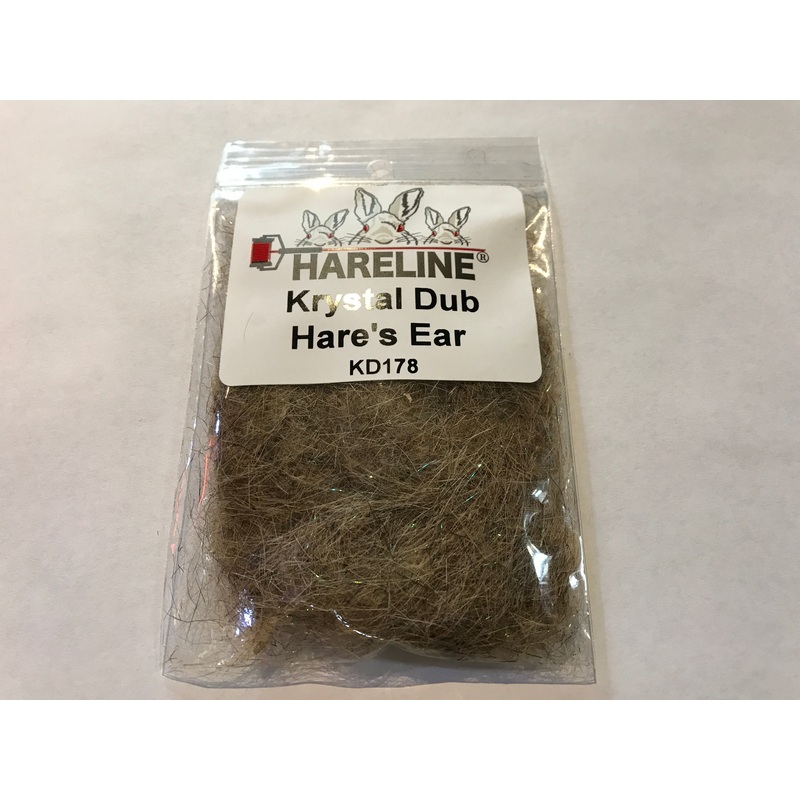 HARELINE®
Krystal Dub
Hare's Ear
KD178